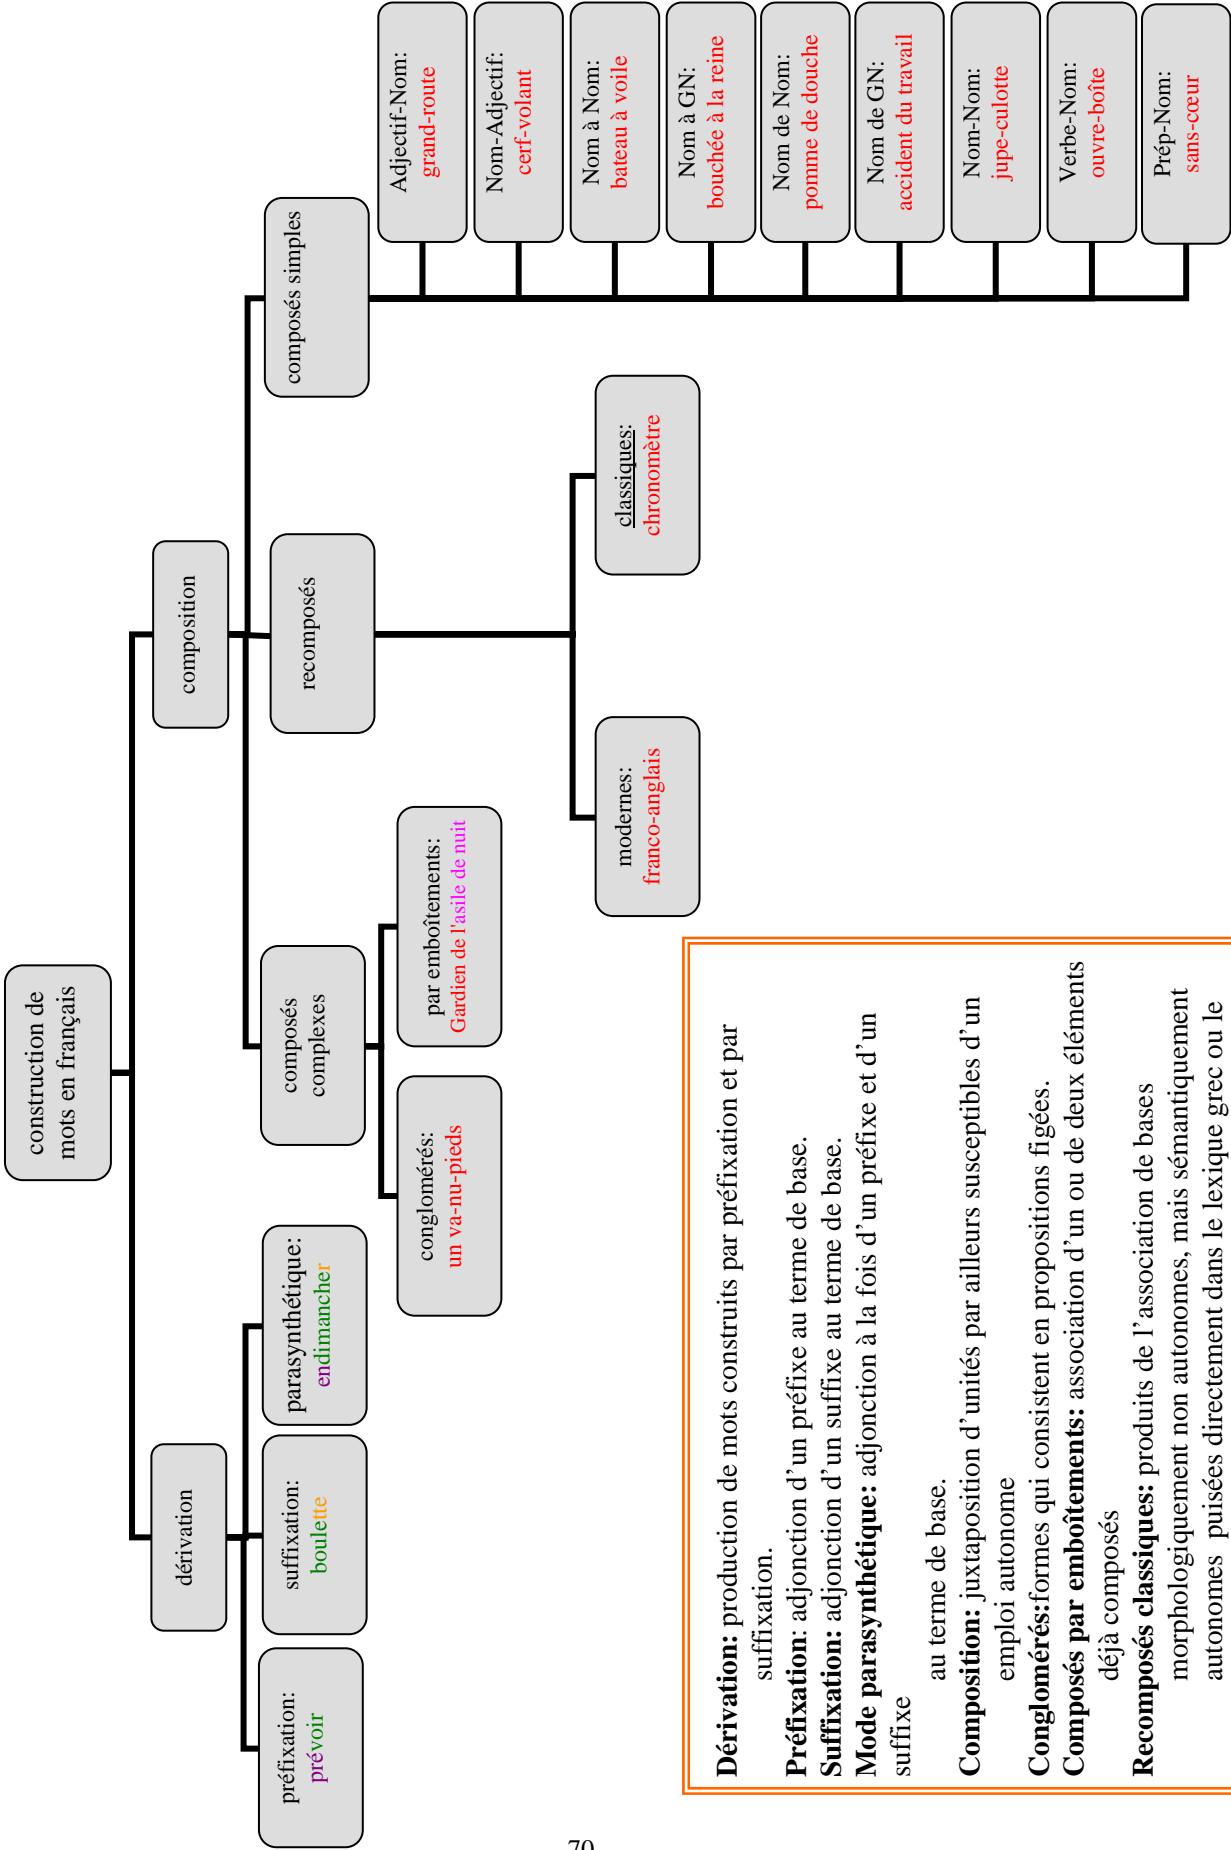 construction de
mots en français
dérivation
composition
préfixation:
prévoir
suffixation:
boulette
parasynthétique:
endimancher
composés
complexes
recomposés
composés simples
conglomérés:
un va-nu-pieds
par emboîtements:
Gardien de l'asile de nuit
modernes:
franco-anglais
classiques:
chronomètre
Adjectif-Nom:
grand-route
Nom-Adjectif:
cerf-volant
Nom à Nom:
bateau à voile
Nom à GN:
bouchée à la reine
Nom de Nom:
pomme de douche
Nom de GN:
accident du travail
Nom-Nom:
jupe-culotte
Verbe-Nom:
ouvre-boîte
Prép-Nom:
sans-cœur
Dérivation: production de mots construits par préfixation et par
suffixation.
Préfixation: adjonction d’un préfixe au terme de base.
Suffixation: adjonction d’un suffixe au terme de base.
Mode parasynthétique: adjonction à la fois d’un préfixe et d’un
suffixe
au terme de base.
Composition: juxtaposition d’unités par ailleurs susceptibles d’un
emploi autonome
Conglomérés:formes qui consistent en propositions figées.
Composés par emboîtements: association d’un ou de deux éléments
déjà composés
Recomposés classiques: produits de l’association de bases
morphologiquement non autonomes, mais sémantiquement
autonomes puisées directement dans le lexique grec ou le